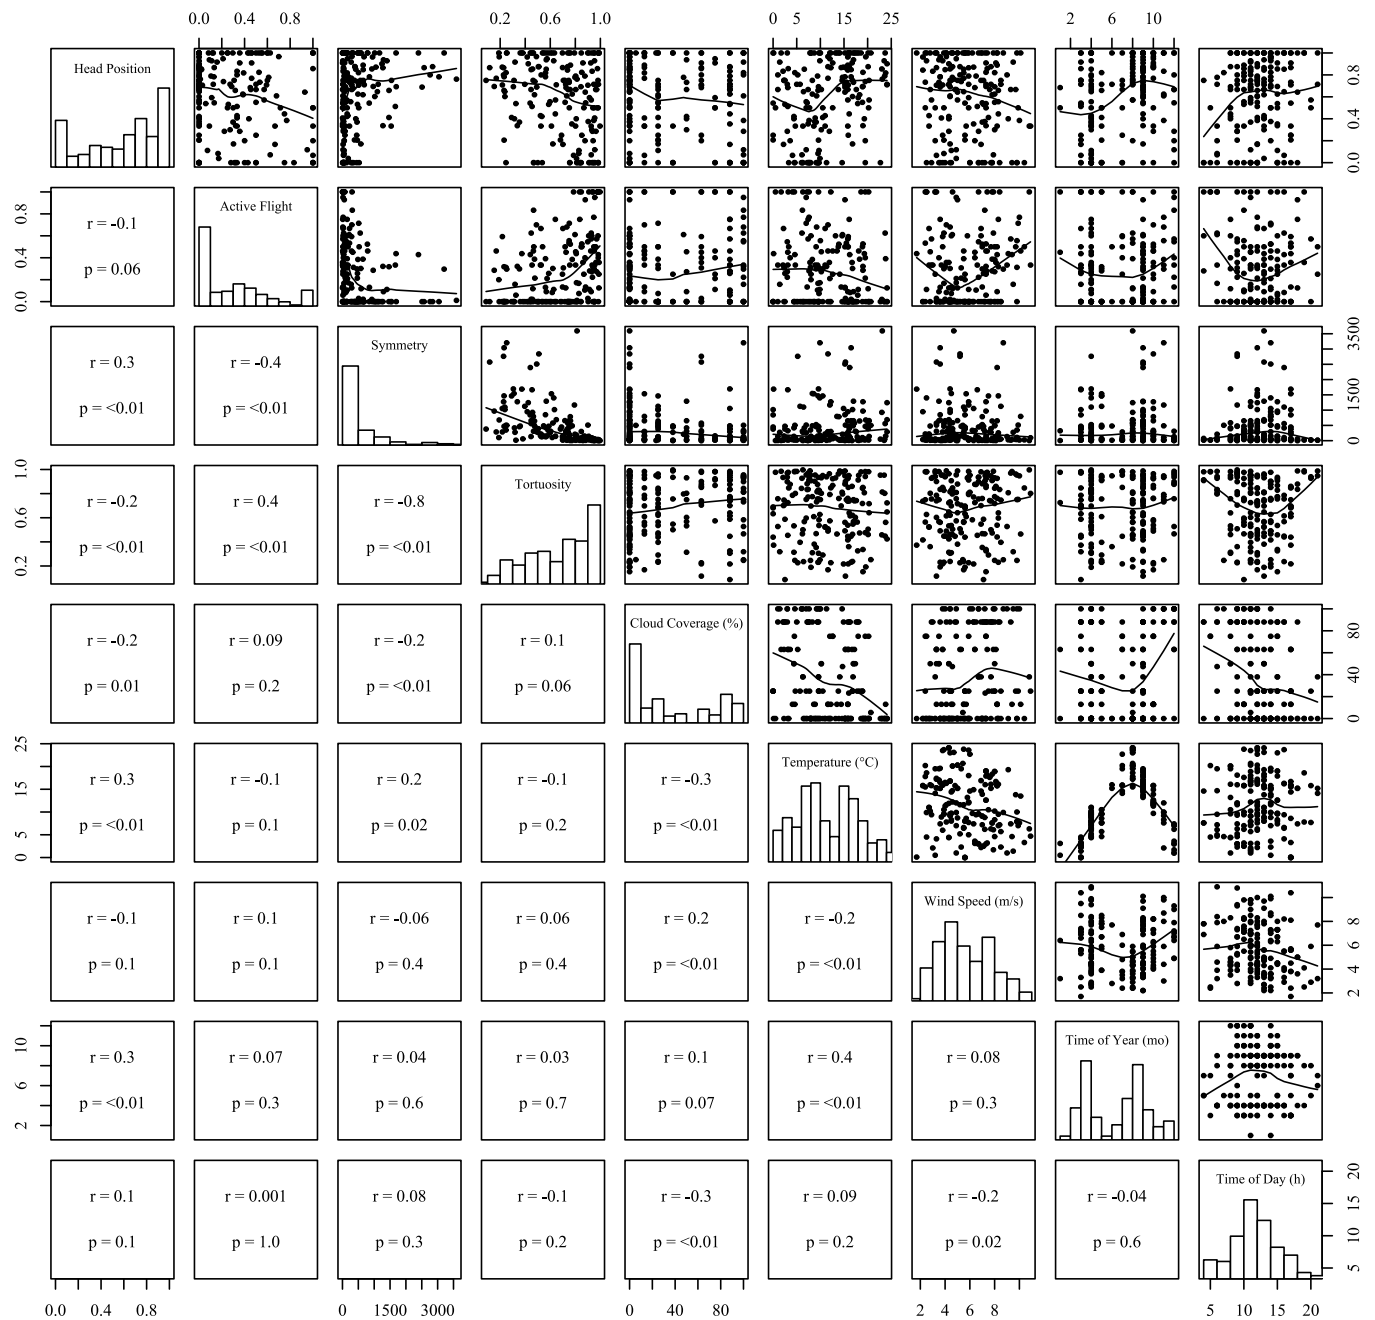 0.0 0.4 0.8
0.2 0.6 1.0
0 5 15 25
2 6 10
Head Position
0.0 0.4 0.8
0.0 0.4 0.8
r = -0.1
p = 0.06
Active Flight
r = 0.3
p = <0.01
r = -0.4
p = <0.01
Symmetry
0 1500 3500
0.2 0.6 1.0
r = -0.2
p = <0.01
r = 0.4
p = <0.01
r = -0.8
p = <0.01
Tortuosity
r = -0.2
p = 0.01
r = 0.09
p = 0.2
r = -0.2
p = <0.01
r = 0.1
p = 0.06
Cloud Coverage (%)
0 40 80
0 5 15 25
r = 0.3
p = <0.01
r = -0.1
p = 0.1
r = 0.2
p = 0.02
r = -0.1
p = 0.2
r = -0.3
p = <0.01
Temperature (°C)
r = -0.1
p = 0.1
r = 0.1
p = 0.1
r = -0.06
p = 0.4
r = 0.06
p = 0.4
r = 0.2
p = <0.01
r = -0.2
p = <0.01
Wind Speed (m/s)
2 4 6 8
2 6 10
r = 0.3
p = <0.01
r = 0.07
p = 0.3
r = 0.04
p = 0.6
r = 0.03
p = 0.7
r = 0.1
p = 0.07
r = 0.4
p = <0.01
r = 0.08
p = 0.3
Time of Year (mo)
r = 0.1
p = 0.1
r = 0.001
p = 1.0
r = 0.08
p = 0.3
r = -0.1
p = 0.2
r = -0.3
p = <0.01
r = 0.09
p = 0.2
r = -0.2
p = 0.02
r = -0.04
p = 0.6
Time of Day (h)
5 10 15 20
0.0 0.4 0.8
0 1500 3000
0 40 80
2 4 6 8
5 10 15 20